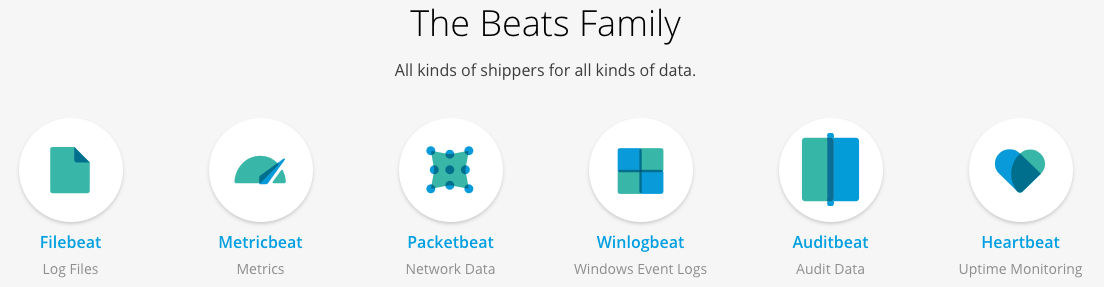 The Beats Family
All kinds of shippers for all kinds of data.
Filebeat Metricbeat Packetbeat Winlogbeat Auditbeat Heartbeat
Log Files Metrics Network Data Windows Event Logs Audit Data Uptime Monitoring